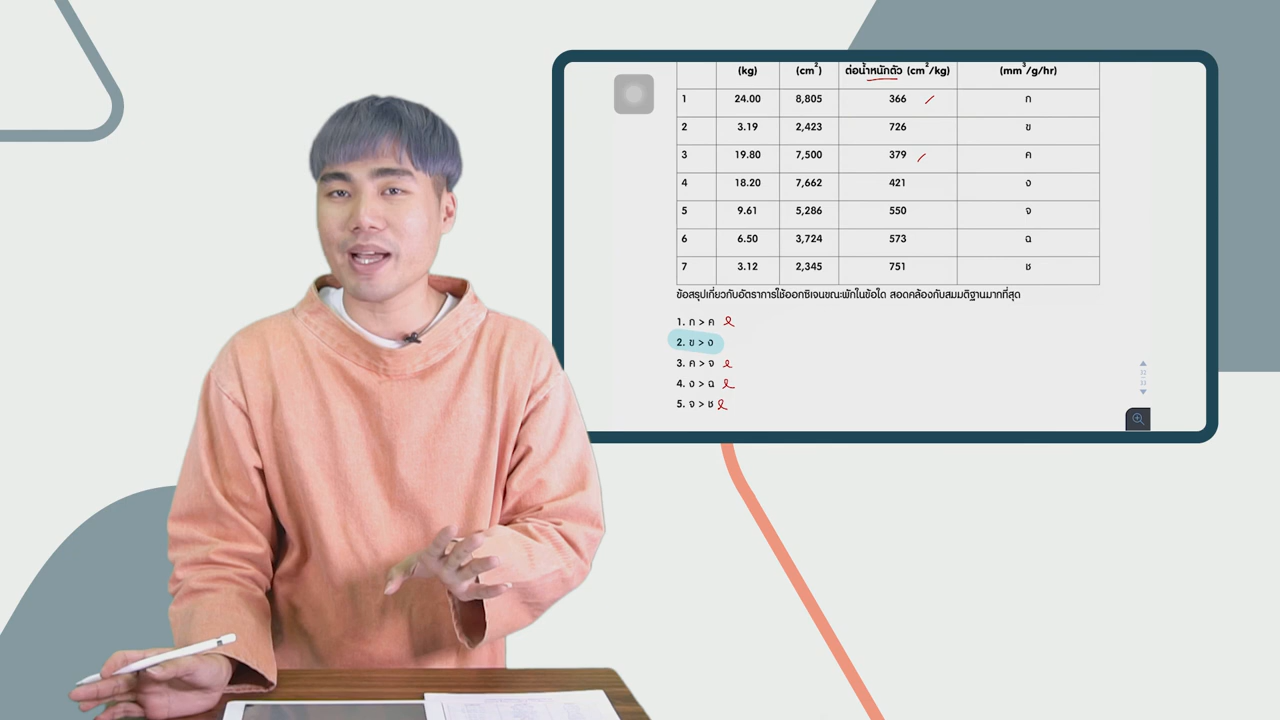 (kg) (cm²) ต่อน้ำหนักตัว (cm²/kg) (mm³/g/hr)
1 24.00 8,805 366 ก
2 3.19 2,423 726 ข
3 19.80 7,500 379 ค
4 18.20 7,662 421 ง
5 9.61 5,286 550 จ
6 6.50 3,724 573 ฉ
7 3.12 2,345 751 ช
ข้อสรุปเกี่ยวกับอัตราการใช้ออกซิเจนขณะพักในข้อใด สอดคล้องกับสมมติฐานมากที่สุด
1. ก > ค
2. ข > ง
3. ค > จ
4. ง > ฉ
5. จ > ช